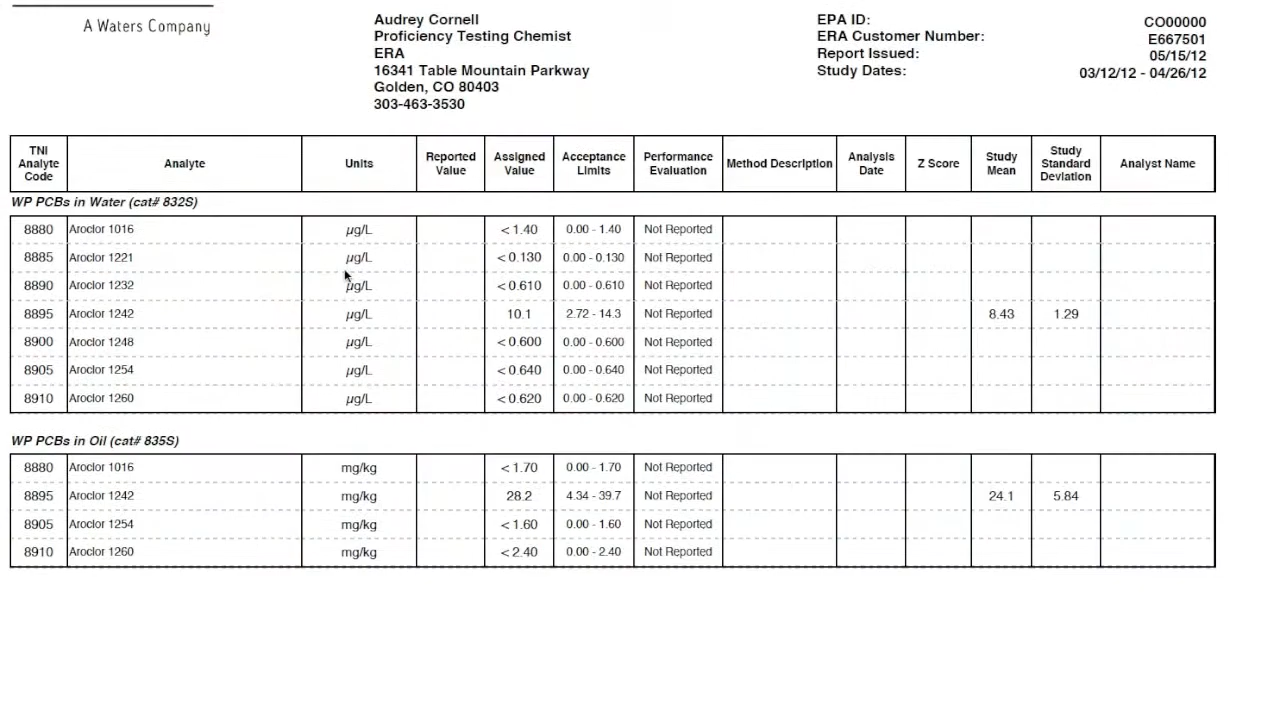 A Waters Company
Audrey Cornell
Proficiency Testing Chemist
ERA
16341 Table Mountain Parkway
Golden, CO 80403
303-463-3530
EPA ID: CO00000
ERA Customer Number: E667501
Report Issued: 05/15/12
Study Dates: 03/12/12 - 04/26/12
TNI Analyte Code Analyte Units Reported Value Assigned Value Acceptance Limits Performance Evaluation Method Description Analysis Date Z Score Study Mean Study Standard Deviation Analyst Name
WP PCBs in Water (cat# 832S)
8880 Aroclor 1016 µg/L < 1.40 0.00 - 1.40 Not Reported
8885 Aroclor 1221 µg/L < 0.130 0.00 - 0.130 Not Reported
8890 Aroclor 1232 µg/L < 0.610 0.00 - 0.610 Not Reported
8895 Aroclor 1242 µg/L 10.1 2.72 - 14.3 Not Reported 8.43 1.29
8900 Aroclor 1248 µg/L < 0.600 0.00 - 0.600 Not Reported
8905 Aroclor 1254 µg/L < 0.640 0.00 - 0.640 Not Reported
8910 Aroclor 1260 µg/L < 0.620 0.00 - 0.620 Not Reported
WP PCBs in Oil (cat# 835S)
8880 Aroclor 1016 mg/kg < 1.70 0.00 - 1.70 Not Reported
8895 Aroclor 1242 mg/kg 28.2 4.34 - 39.7 Not Reported 24.1 5.84
8905 Aroclor 1254 mg/kg < 1.60 0.00 - 1.60 Not Reported
8910 Aroclor 1260 mg/kg < 2.40 0.00 - 2.40 Not Reported